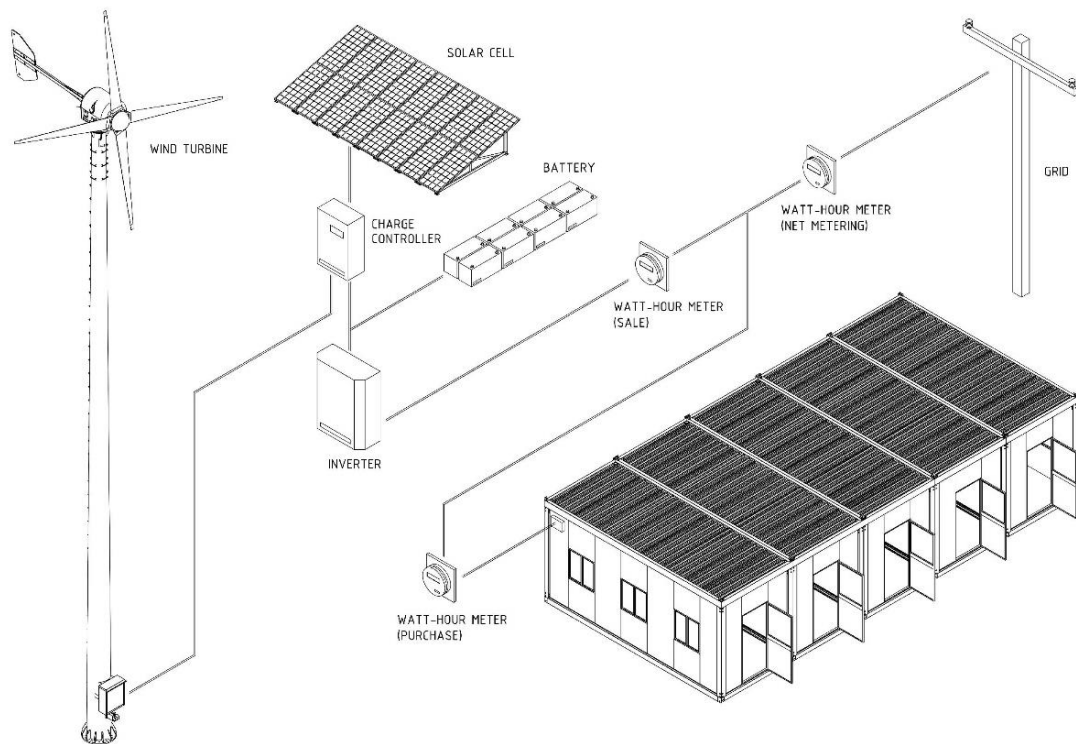 SOLAR CELL
WIND TURBINE
BATTERY
GRID
WATT-HOUR METER
(NET METERING)
CHARGE
CONTROLLER
WATT-HOUR METER
(SALE)
INVERTER
WATT-HOUR METER
(PURCHASE)